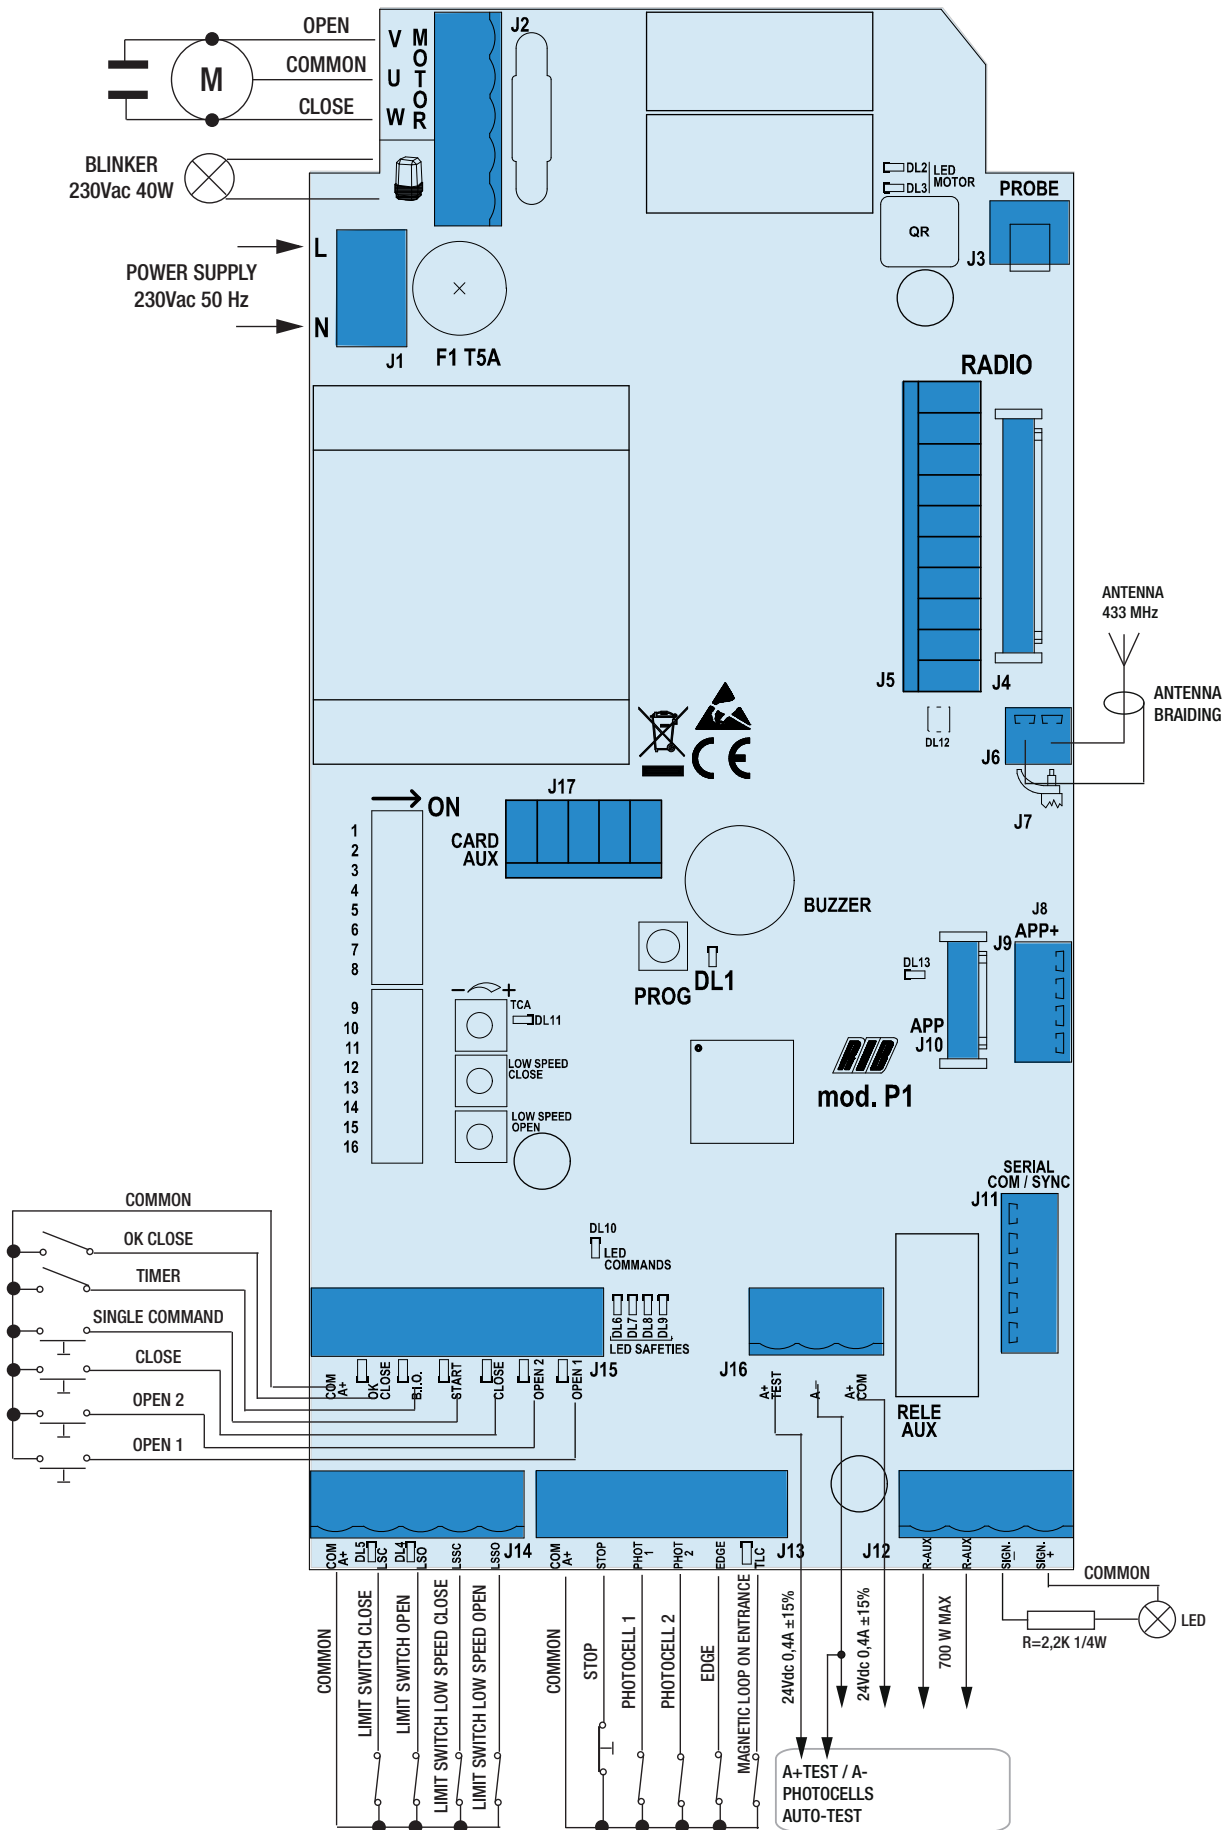 OPEN
COMMON
CLOSE
M
V
U
W
MOTOR
J2
BLINKER
230Vac 40W
L
POWER SUPPLY
230Vac 50 Hz
N
J1
F1 T5A
DL2
DL3
LED
MOTOR
PROBE
QR
J3
RADIO
J5
J4
ANTENNA
433 MHz
ANTENNA
BRAIDING
DL12
J6
J7
CE
ON
1
2
3
4
5
6
7
8
9
10
11
12
13
14
15
16
J17
CARD
AUX
BUZZER
PROG
DL1
J8
J9
APP+
DL13
APP
J10
- +
TCA
DL11
LOW SPEED
CLOSE
LOW SPEED
OPEN
RIB
mod. P1
SERIAL
COM / SYNC
J11
COMMON
OK CLOSE
TIMER
SINGLE COMMAND
CLOSE
OPEN 2
OPEN 1
DL10
LED
COMMANDS
DL6
DL7
DL8
DL9
LED SAFETIES
J15
J16
COM
A+
OK
CLOSE
B.I.O.
START
CLOSE
OPEN 2
OPEN 1
A+
TEST
A-
A+
COM
RELE
AUX
J14
J13
J12
COM
A+
DL5
LSC
DL4
LSO
LSSC
LSSO
COM
A+
STOP
PHOT
1
PHOT
2
EDGE
TLC
R-AUX
R-AUX
SIGN.
-
SIGN.
+
COMMON
LIMIT SWITCH CLOSE
LIMIT SWITCH OPEN
LIMIT SWITCH LOW SPEED CLOSE
LIMIT SWITCH LOW SPEED OPEN
COMMON
STOP
PHOTOCELL 1
PHOTOCELL 2
EDGE
MAGNETIC LOOP ON ENTRANCE
24Vdc 0,4A ±15%
24Vdc 0,4A ±15%
700 W MAX
COMMON
LED
R=2,2K 1/4W
A+TEST / A-
PHOTOCELLS
AUTO-TEST